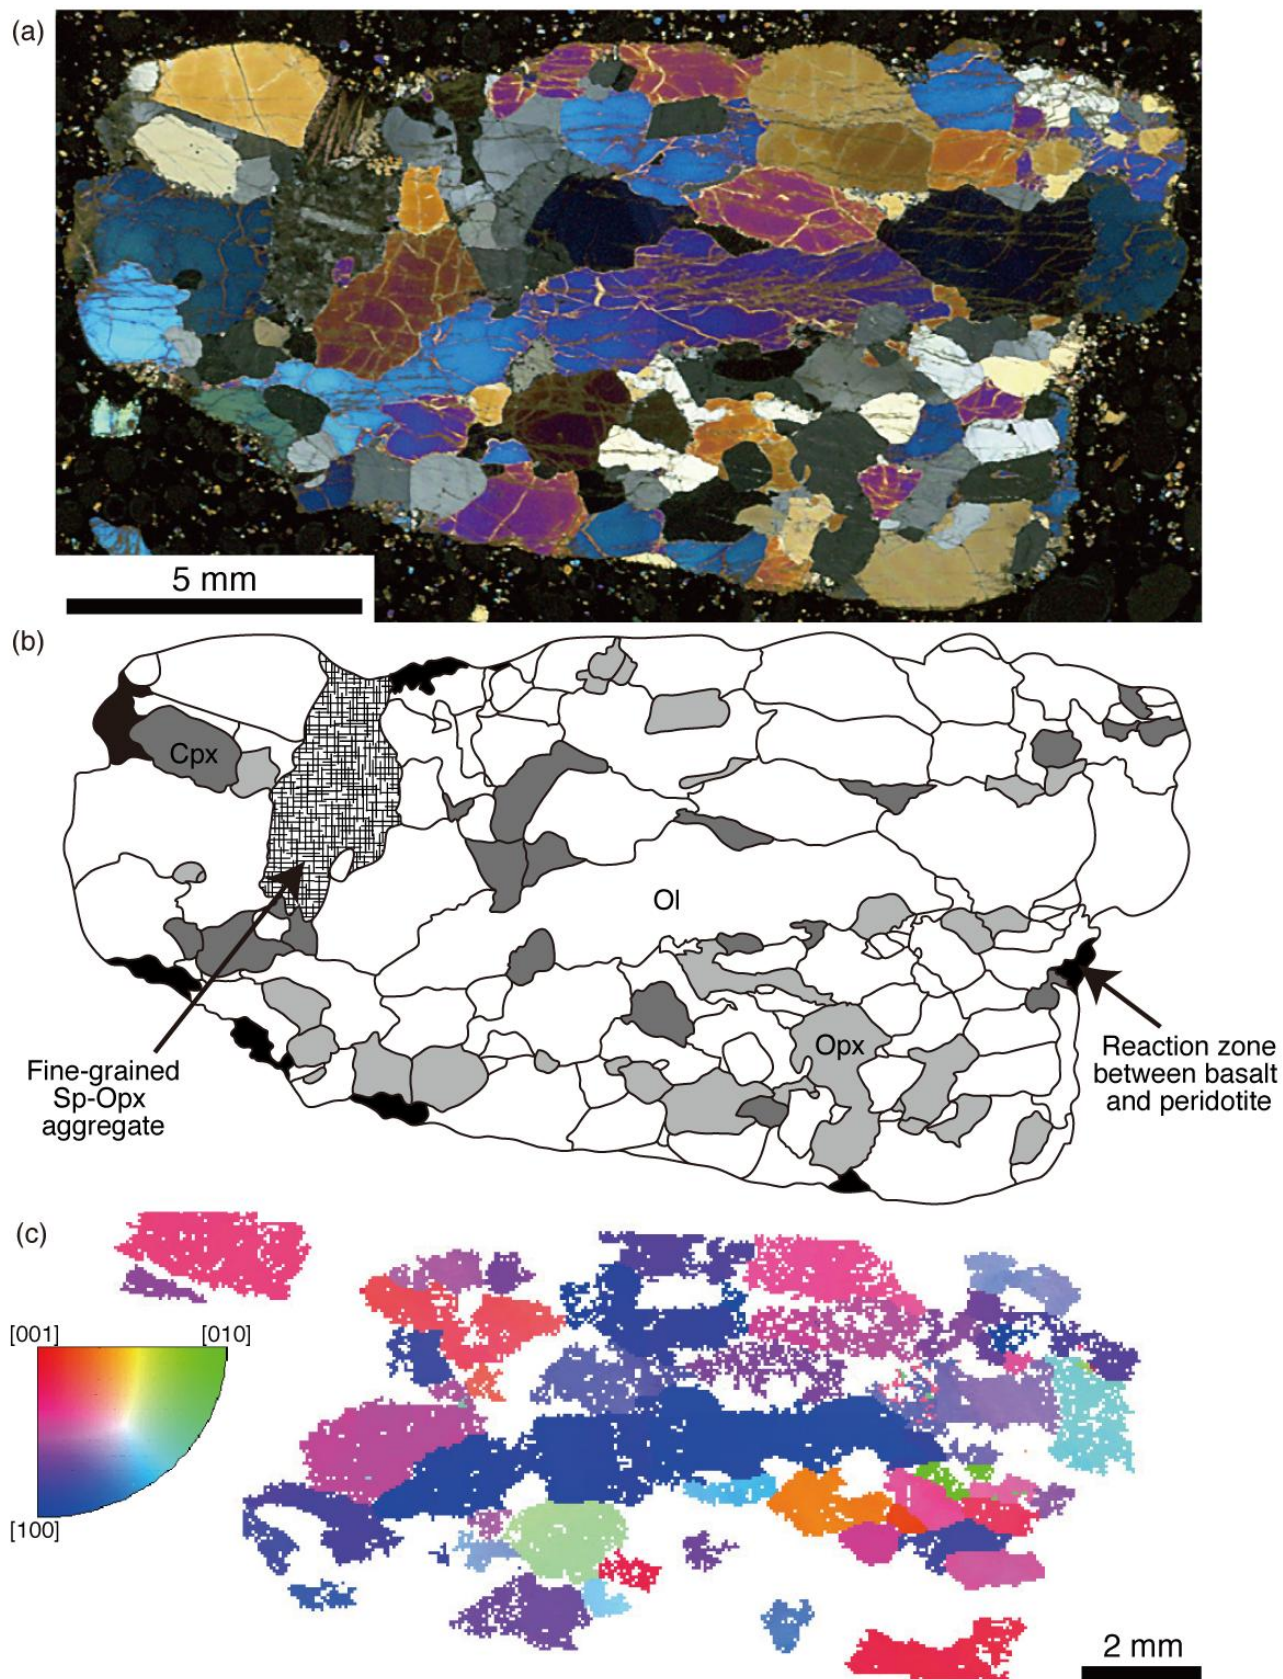 (a)
5 mm
(b)
Cpx
Ol
Opx
Fine-grained
Sp-Opx
aggregate
Reaction zone
between basalt
and peridotite
(c)
[001]
[010]
[100]
2 mm